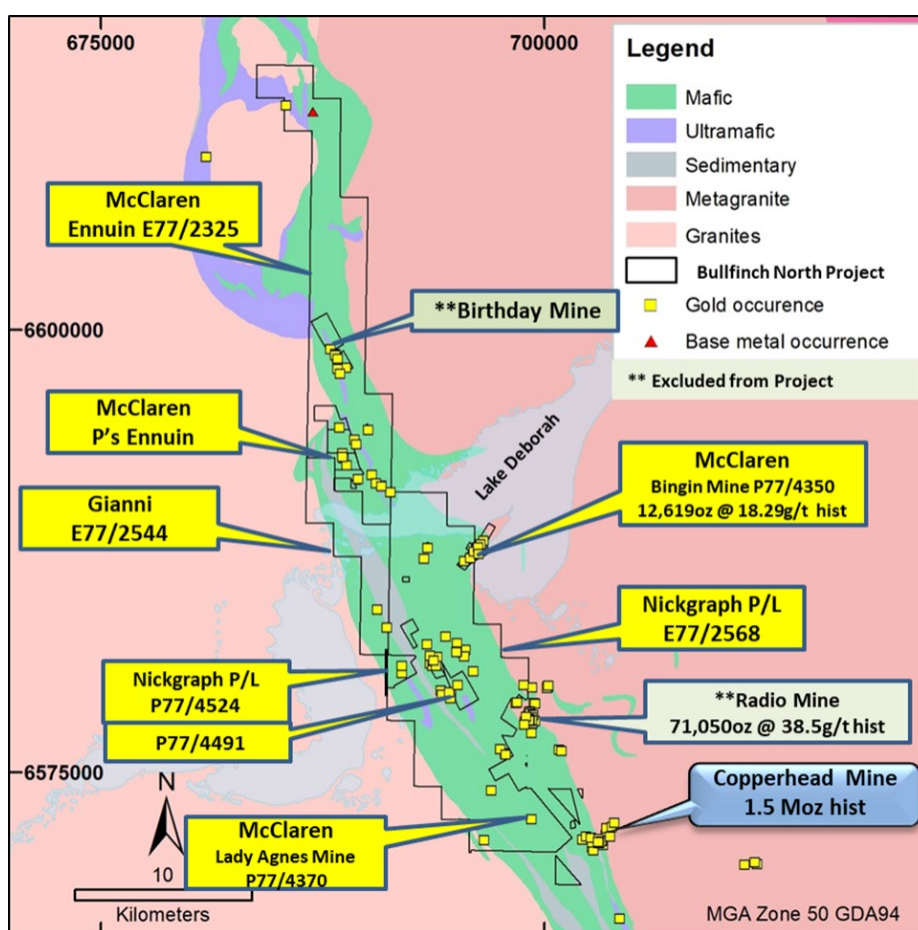 675000
700000
Legend
Mafic
Ultramafic
Sedimentary
Metagranite
Granites
Bullfinch North Project
Gold occurence
Base metal occurrence
** Excluded from Project
McClaren
Ennuin E77/2325
6600000
**Birthday Mine
McClaren
P's Ennuin
Lake Deborah
McClaren
Bingin Mine P77/4350
12,619oz @ 18.29g/t hist
Gianni
E77/2544
Nickgraph P/L
E77/2568
Nickgraph P/L
P77/4524
**Radio Mine
71,050oz @ 38.5g/t hist
P77/4491
6575000
Copperhead Mine
1.5 Moz hist
N
McClaren
Lady Agnes Mine
P77/4370
10
Kilometers
MGA Zone 50 GDA94